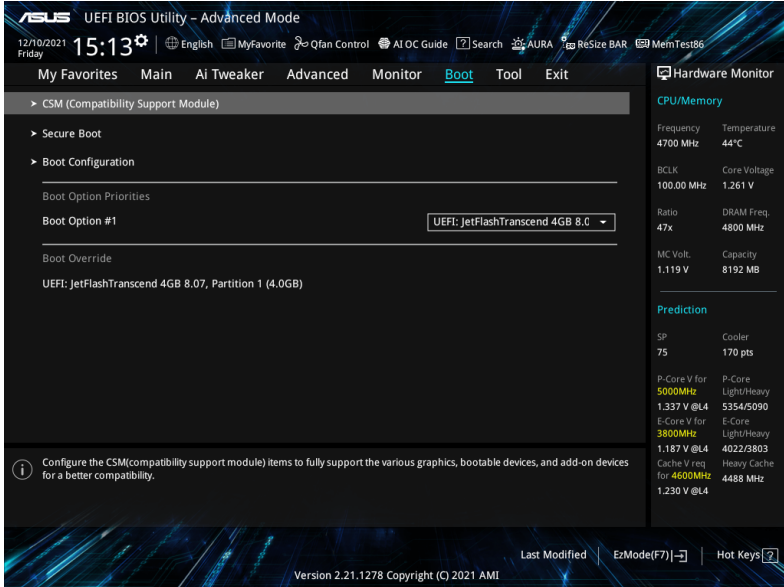 ASUS UEFI BIOS Utility – Advanced Mode
12/10/2021 Friday 15:13 English MyFavorite Qfan Control AI OC Guide ? Search AURA ReSize BAR MemTest86
My Favorites Main Ai Tweaker Advanced Monitor Boot Tool Exit
> CSM (Compatibility Support Module)
> Secure Boot
> Boot Configuration
Boot Option Priorities
Boot Option #1 UEFI: JetFlashTranscend 4GB 8.0
Boot Override
UEFI: JetFlashTranscend 4GB 8.07, Partition 1 (4.0GB)
i Configure the CSM(compatibility support module) items to fully support the various graphics, bootable devices, and add-on devices
for a better compatibility.
Hardware Monitor
CPU/Memory
Frequency Temperature
4700 MHz 44°C
BCLK Core Voltage
100.00 MHz 1.261 V
Ratio DRAM Freq.
47x 4800 MHz
MC Volt. Capacity
1.119 V 8192 MB
Prediction
SP Cooler
75 170 pts
P-Core V for P-Core
5000MHz Light/Heavy
1.337 V @L4 5354/5090
E-Core V for E-Core
3800MHz Light/Heavy
1.187 V @L4 4022/3803
Cache V req Heavy Cache
for 4600MHz 4488 MHz
1.230 V @L4
Last Modified EzMode(F7) Hot Keys ?
Version 2.21.1278 Copyright (C) 2021 AMI